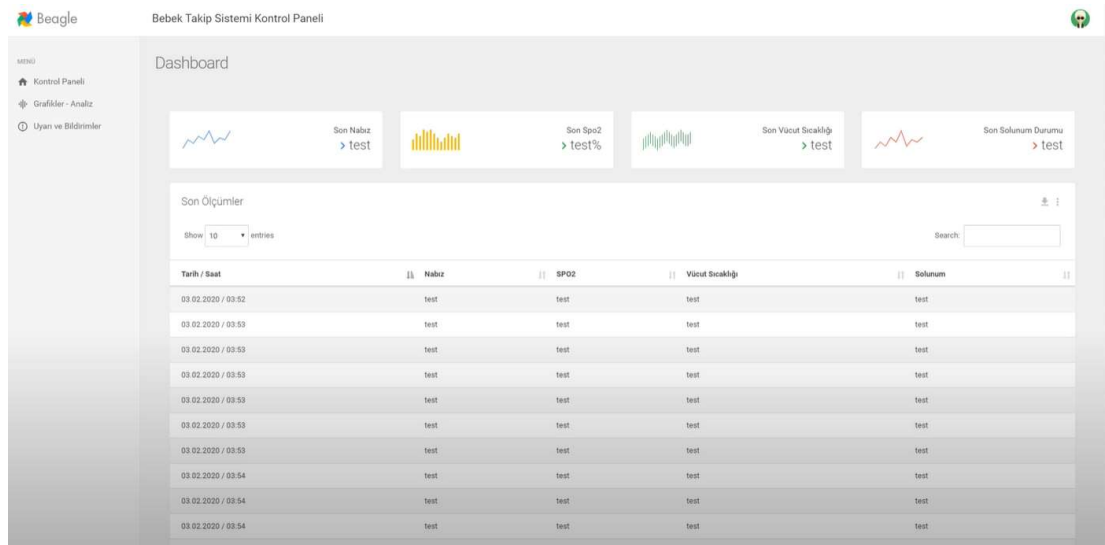 Beagle
Bebek Takip Sistemi Kontrol Paneli
MENÜ
Kontrol Paneli
Grafikler - Analiz
Uyarı ve Bildirimler
Dashboard
Son Nabız
test
Son Spo2
test%
Son Vücut Sıcaklığı
test
Son Solunum Durumu
test
Son Ölçümler
Show 10 entries
Search:
Tarih / Saat Nabız SPO2 Vücut Sıcaklığı Solunum
03.02.2020 / 03:52 test test test test
03.02.2020 / 03:53 test test test test
03.02.2020 / 03:53 test test test test
03.02.2020 / 03:53 test test test test
03.02.2020 / 03:53 test test test test
03.02.2020 / 03:53 test test test test
03.02.2020 / 03:53 test test test test
03.02.2020 / 03:54 test test test test
03.02.2020 / 03:54 test test test test
03.02.2020 / 03:54 test test test test